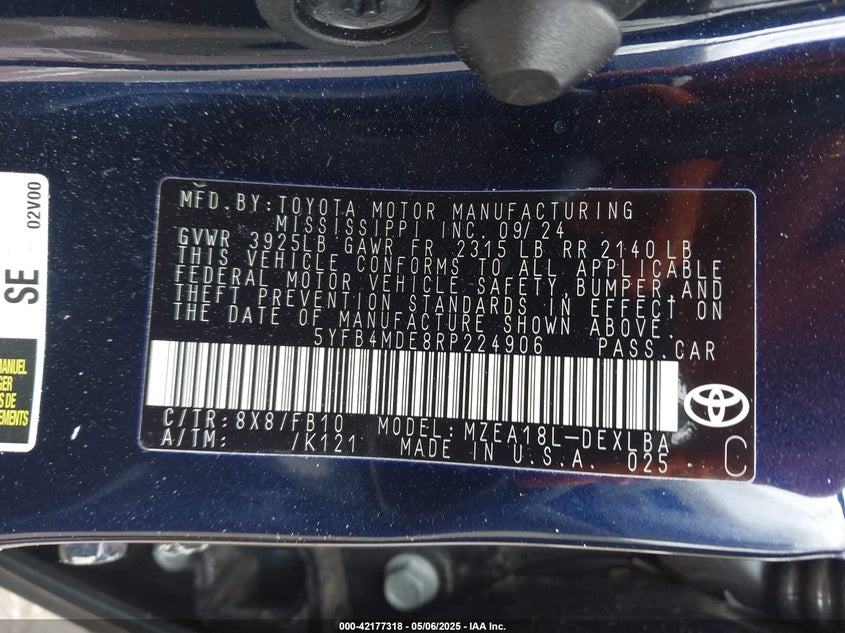 MFD. BY: TOYOTA MOTOR MANUFACTURING
MISSISSIPPI INC. 09/24
GVWR 3925LB GAWR FR 2315 LB RR 2140 LB
THIS VEHICLE CONFORMS TO ALL APPLICABLE
FEDERAL MOTOR VEHICLE SAFETY, BUMPER, AND
THEFT PREVENTION STANDARDS IN EFFECT ON
THE DATE OF MANUFACTURE SHOWN ABOVE.
5YFB4MDE8RP224906 PASS.CAR
C/TR: 8X8/FB10 MODEL: MZEA18L-DEXLBA
A/TM: /K121 MADE IN U.S.A. 025
C
SE
02V00
MANUEL
DE
EMENTS
000-42177318 - 05/06/2025 - IAA Inc.